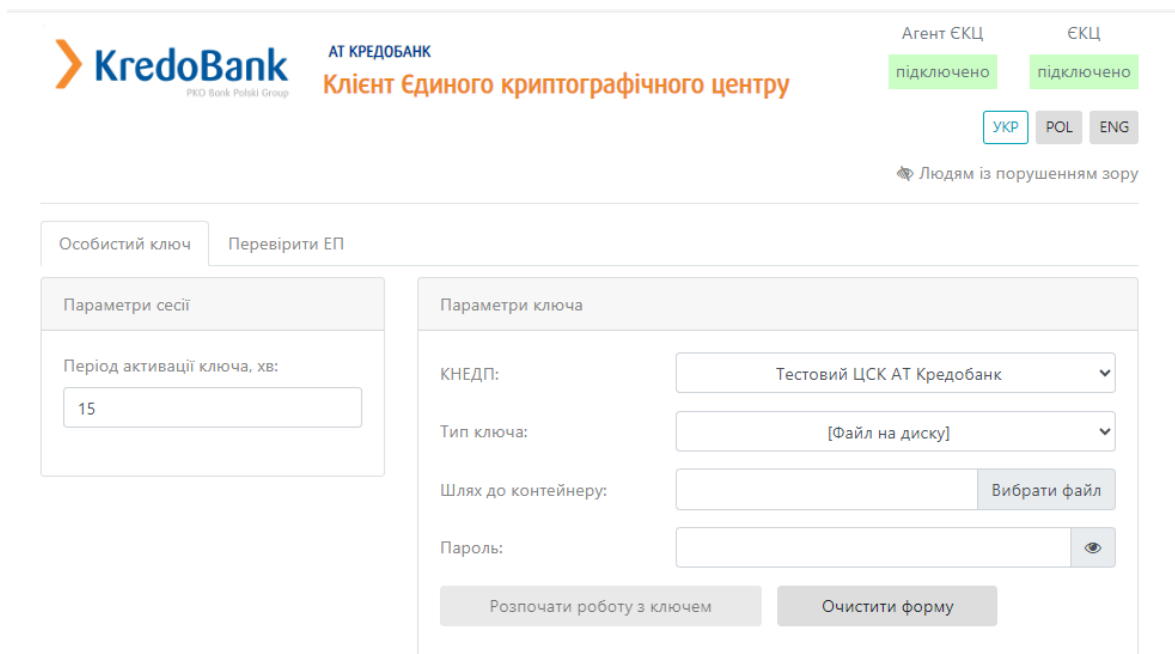 KredoBank
PKO Bank Polski Group
АТ КРЕДОБАНК
Клієнт Єдиного криптографічного центру
Агент ЄКЦ ЄКЦ
підключено підключено
УКР POL ENG
Людям із порушенням зору
Особистий ключ Перевірити ЕП
Параметри сесії
Період активації ключа, хв:
15
Параметри ключа
КНЕДП: Тестовий ЦСК АТ Кредобанк
Тип ключа: [Файл на диску]
Шлях до контейнеру: Вибрати файл
Пароль:
Розпочати роботу з ключем Очистити форму